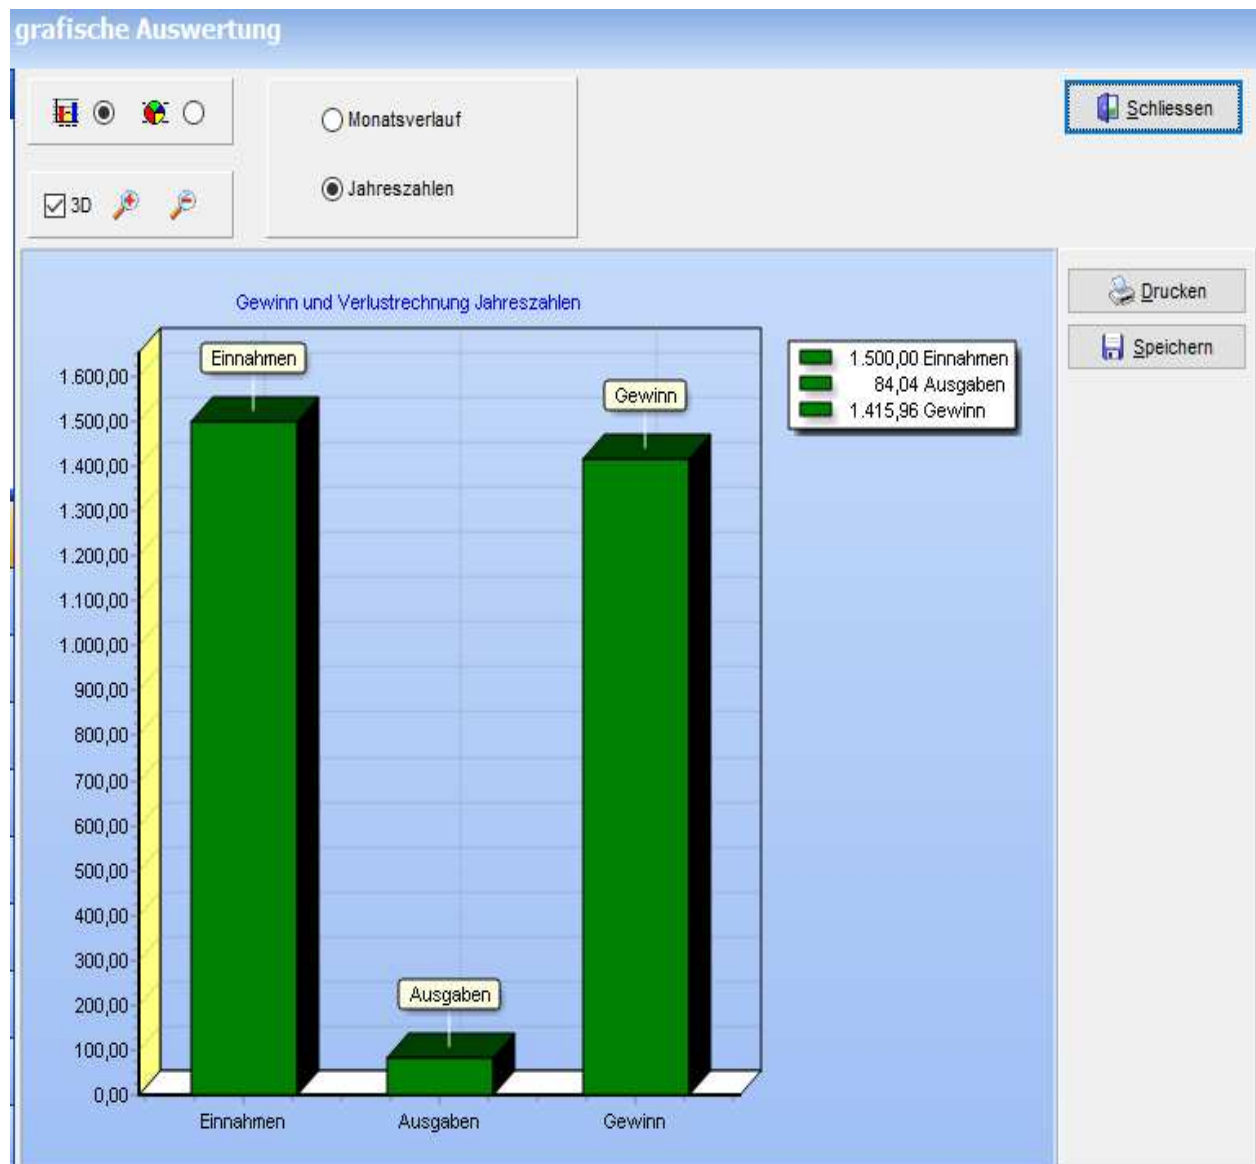 grafische Auswertung
Monatsverlauf
Jahreszahlen
3D
Schliessen
Drucken
Speichern
Gewinn und Verlustrechnung Jahreszahlen
Einnahmen
Gewinn
Ausgaben
1.500,00 Einnahmen
84,04 Ausgaben
1.415,96 Gewinn
1.600,00
1.500,00
1.400,00
1.300,00
1.200,00
1.100,00
1.000,00
900,00
800,00
700,00
600,00
500,00
400,00
300,00
200,00
100,00
0,00
Einnahmen Ausgaben Gewinn